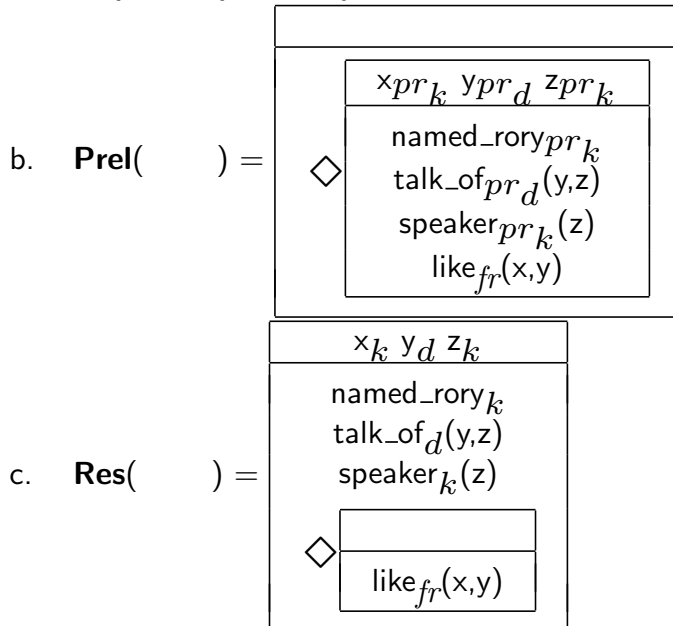 x_{pr_k} y_{pr_d} z_{pr_k}
named_rory_{pr_k}
b. Prel( ) = ◇ talk_of_{pr_d}(y,z)
speaker_{pr_k}(z)
like_{fr}(x,y)
x_k y_d z_k
named_rory_k
talk_of_d(y,z)
c. Res( ) = speaker_k(z)
◇
like_{fr}(x,y)